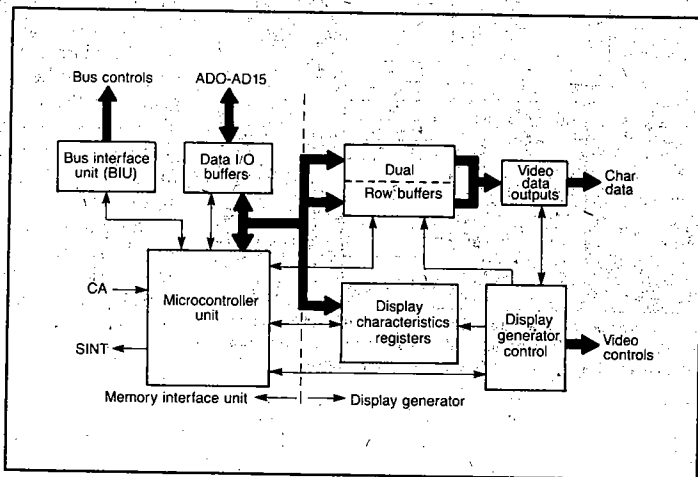 Bus controls
ADO-AD15
Bus interface
unit (BIU)
Data I/O
buffers
Dual
Row buffers
Video
data
outputs
Char
data
CA
Microcontroller
unit
SINT
Display
characteristics
registers
Display
generator
control
Video
controls
Memory interface unit
Display generator